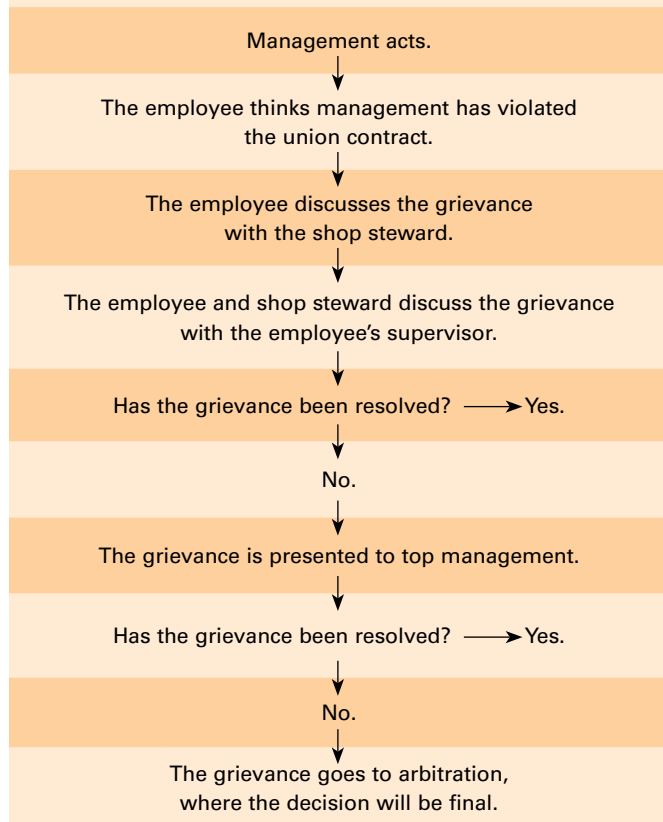 Management acts.
The employee thinks management has violated
the union contract.
The employee discusses the grievance
with the shop steward.
The employee and shop steward discuss the grievance
with the employee’s supervisor.
Has the grievance been resolved? Yes.
No.
The grievance is presented to top management.
Has the grievance been resolved? Yes.
No.
The grievance goes to arbitration,
where the decision will be final.